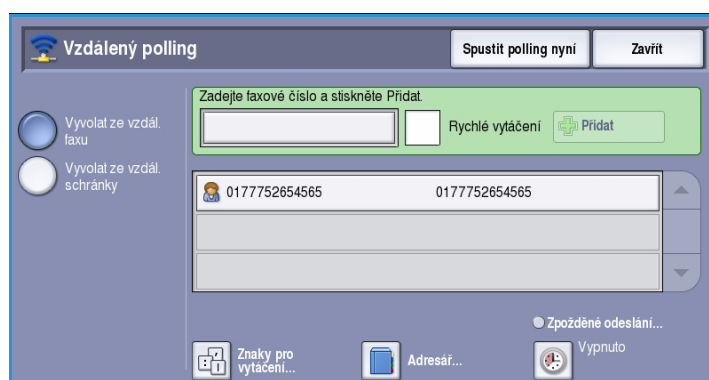 Vzdálený polling
Spustit polling nyní
Zavřít
Vyvolat ze vzdál.
faxu
Vyvolat ze vzdál.
schránky
Zadejte faxové číslo a stiskněte Přidat.
Rychlé vytáčení
Přidat
0177752654565 0177752654565
Zpožděné odeslání...
Vypnuto
Znaky pro
vytáčení...
Adresář...